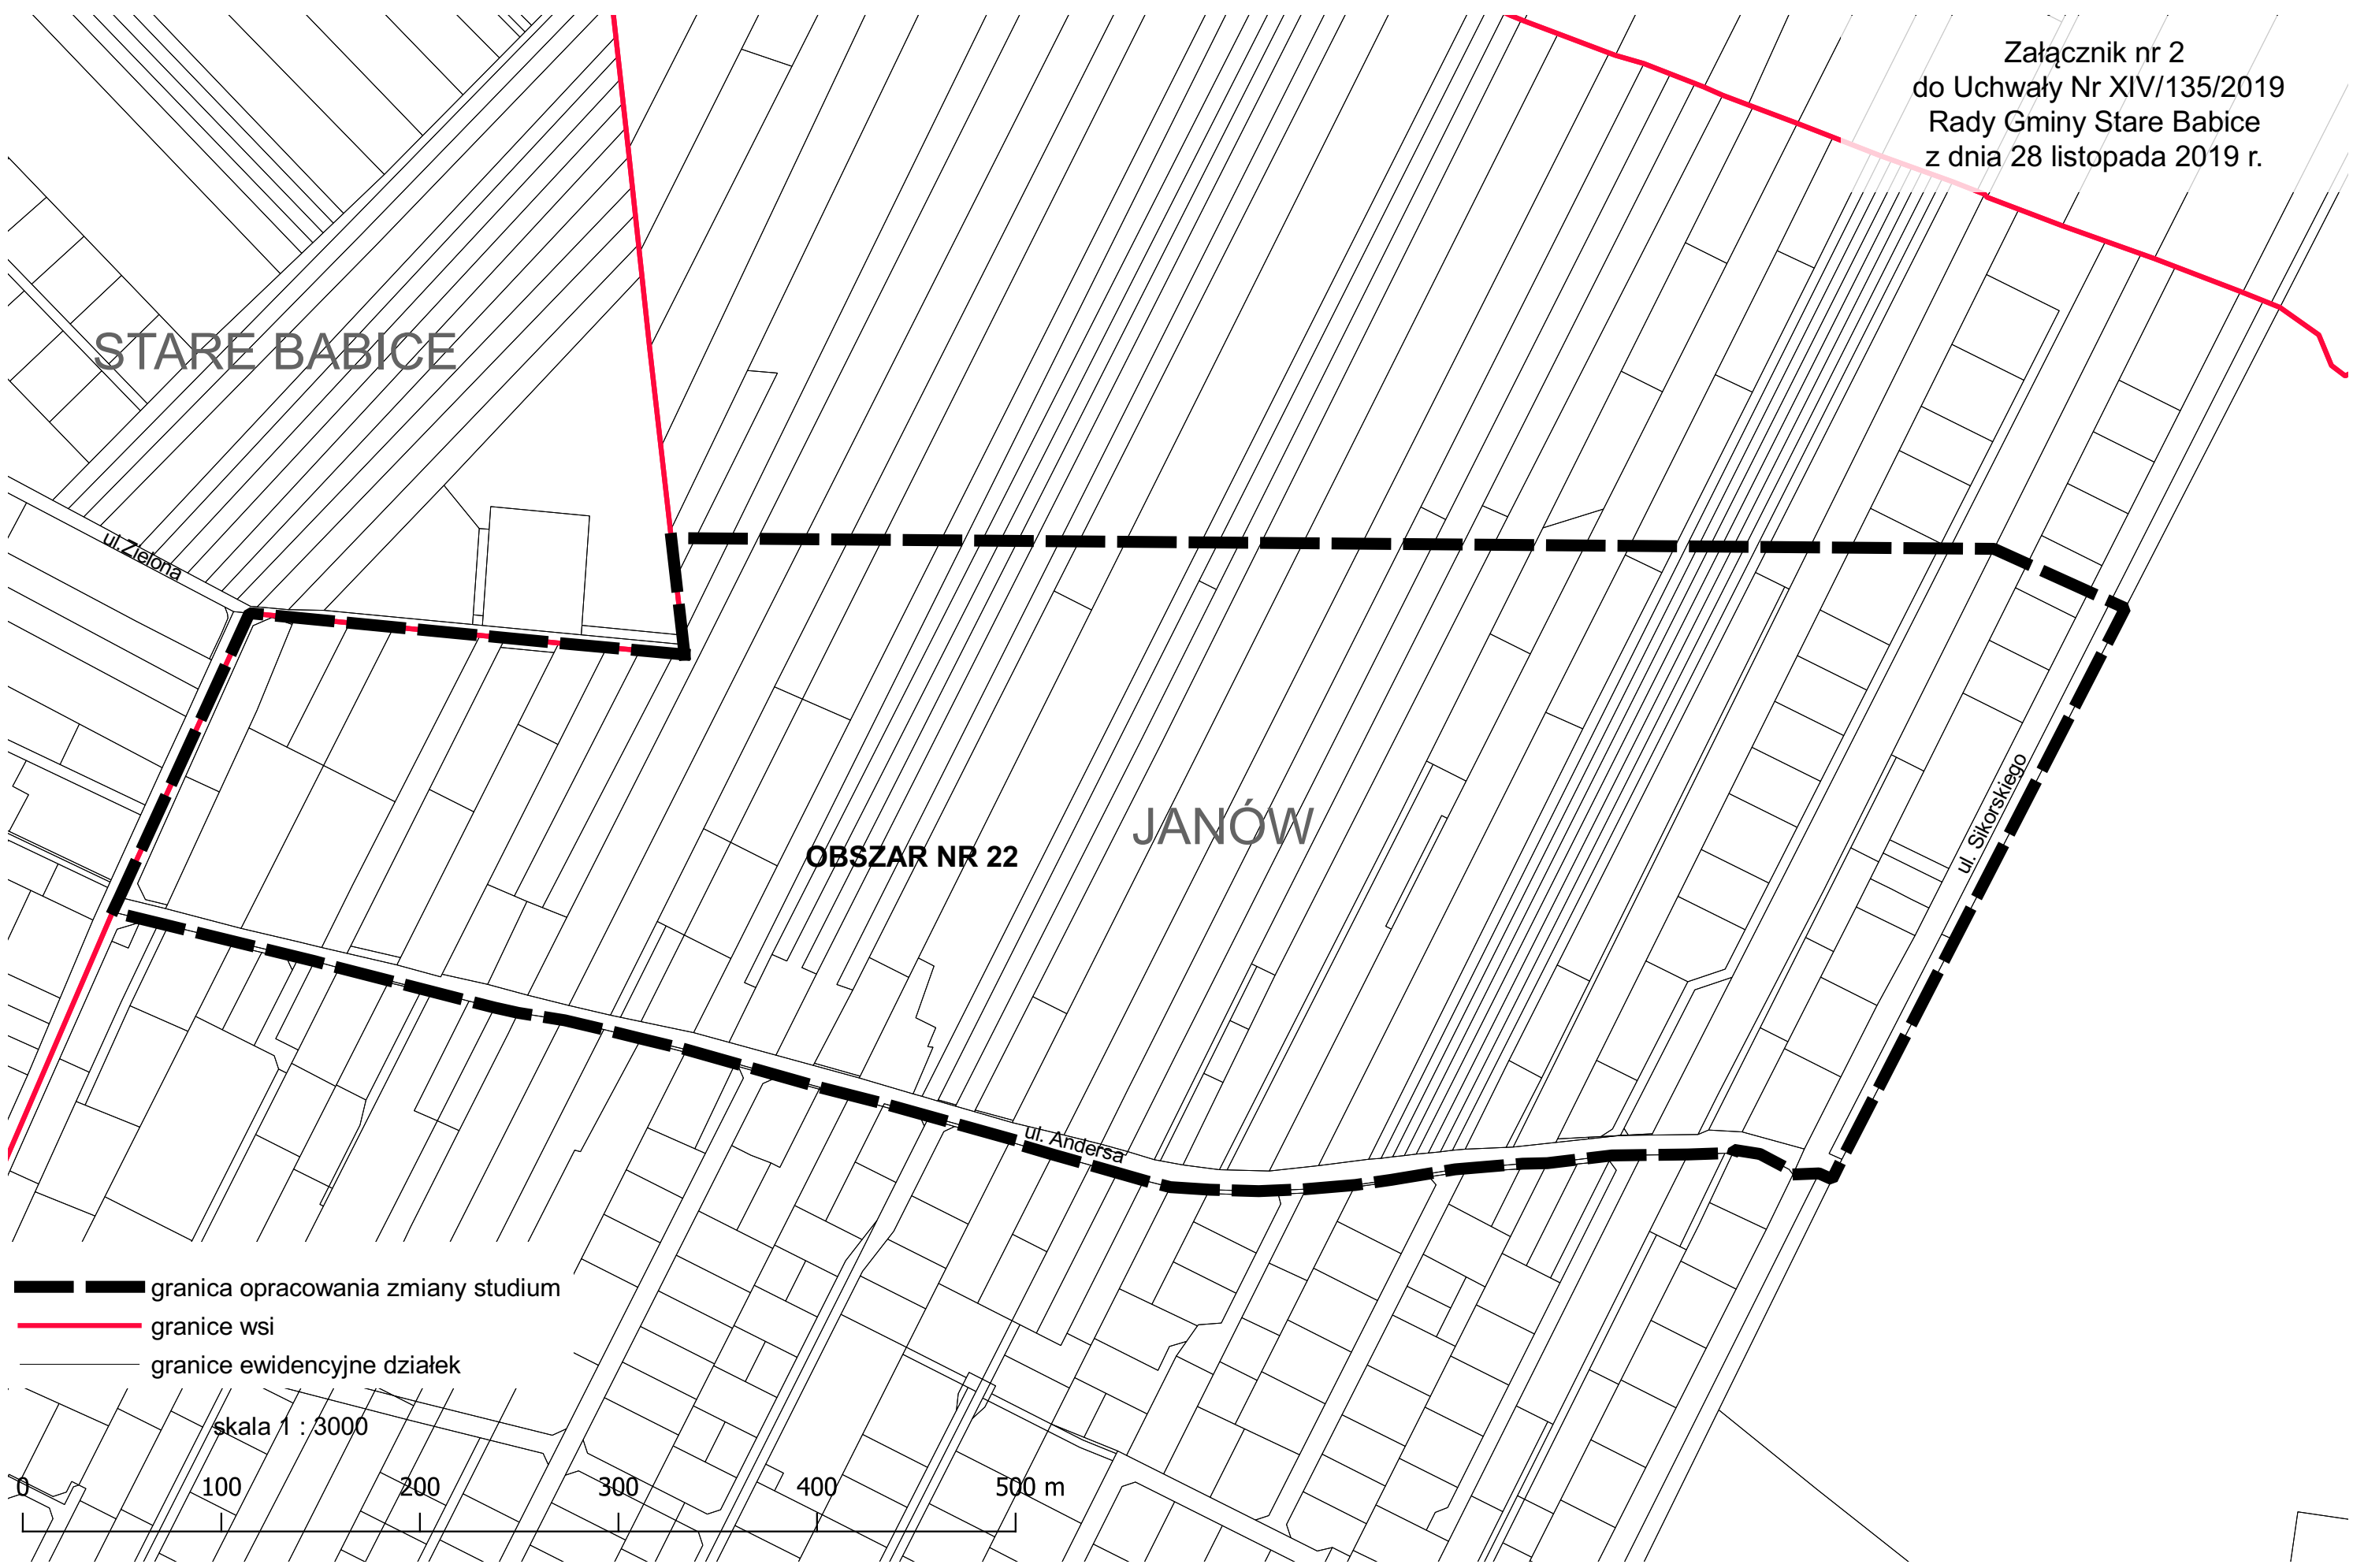 Załącznik nr 2
do Uchwały Nr XIV/135/2019
Rady Gminy Stare Babice
z dnia 28 listopada 2019 r.
STARE BABICE
ul.Zielona
JANÓW
OBSZAR NR 22
ul. Sikorskiego
ul. Andersa
granica opracowania zmiany studium
granice wsi
granice ewidencyjne działek
skala 1 : 3000
0 100 200 300 400 500 m